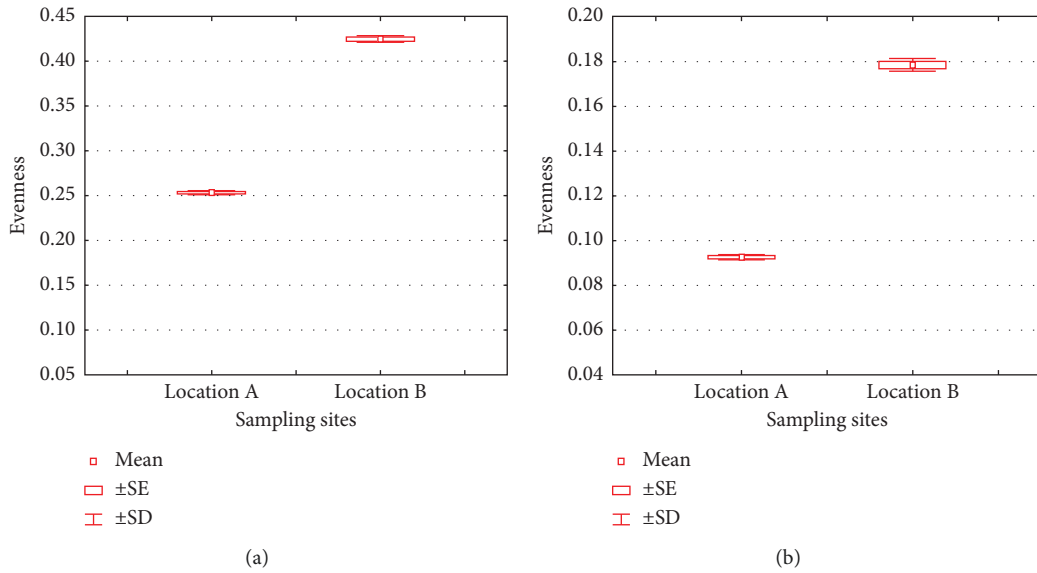 0.45
0.40
0.35
0.30
0.25
0.20
0.15
0.10
0.05
Evenness
Location A Location B
Sampling sites
Mean
±SE
±SD
(a)
0.20
0.18
0.16
0.14
0.12
0.10
0.08
0.06
0.04
Evenness
Location A Location B
Sampling sites
Mean
±SE
±SD
(b)